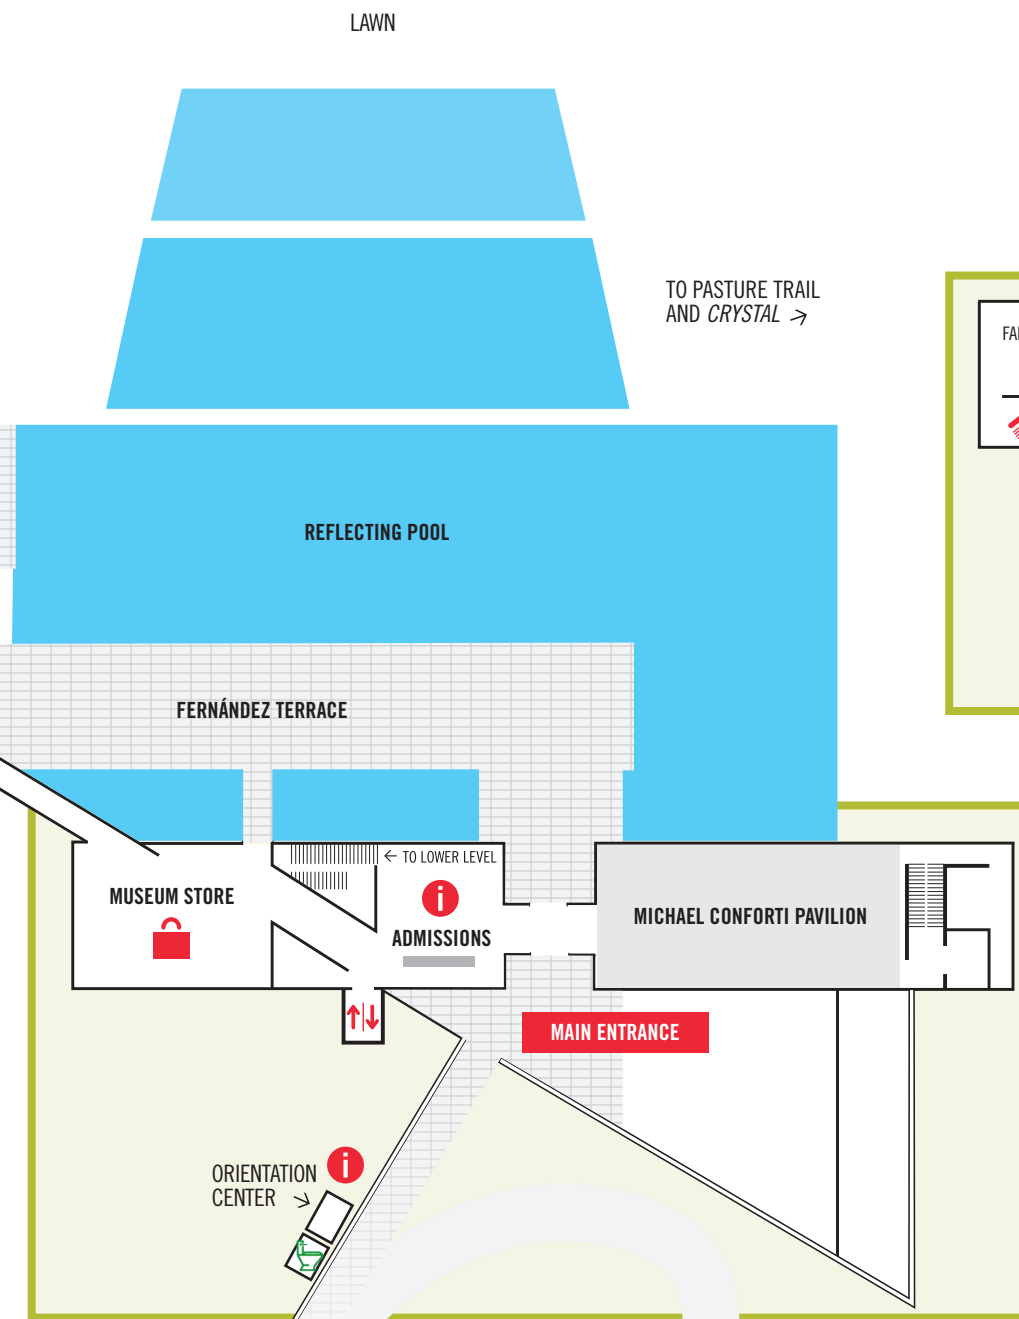 LAWN
TO PASTURE TRAIL
AND CRYSTAL
REFLECTING POOL
FERNÁNDEZ TERRACE
TO LOWER LEVEL
MUSEUM STORE
i
ADMISSIONS
MICHAEL CONFORTI PAVILION
MAIN ENTRANCE
i
ORIENTATION
CENTER